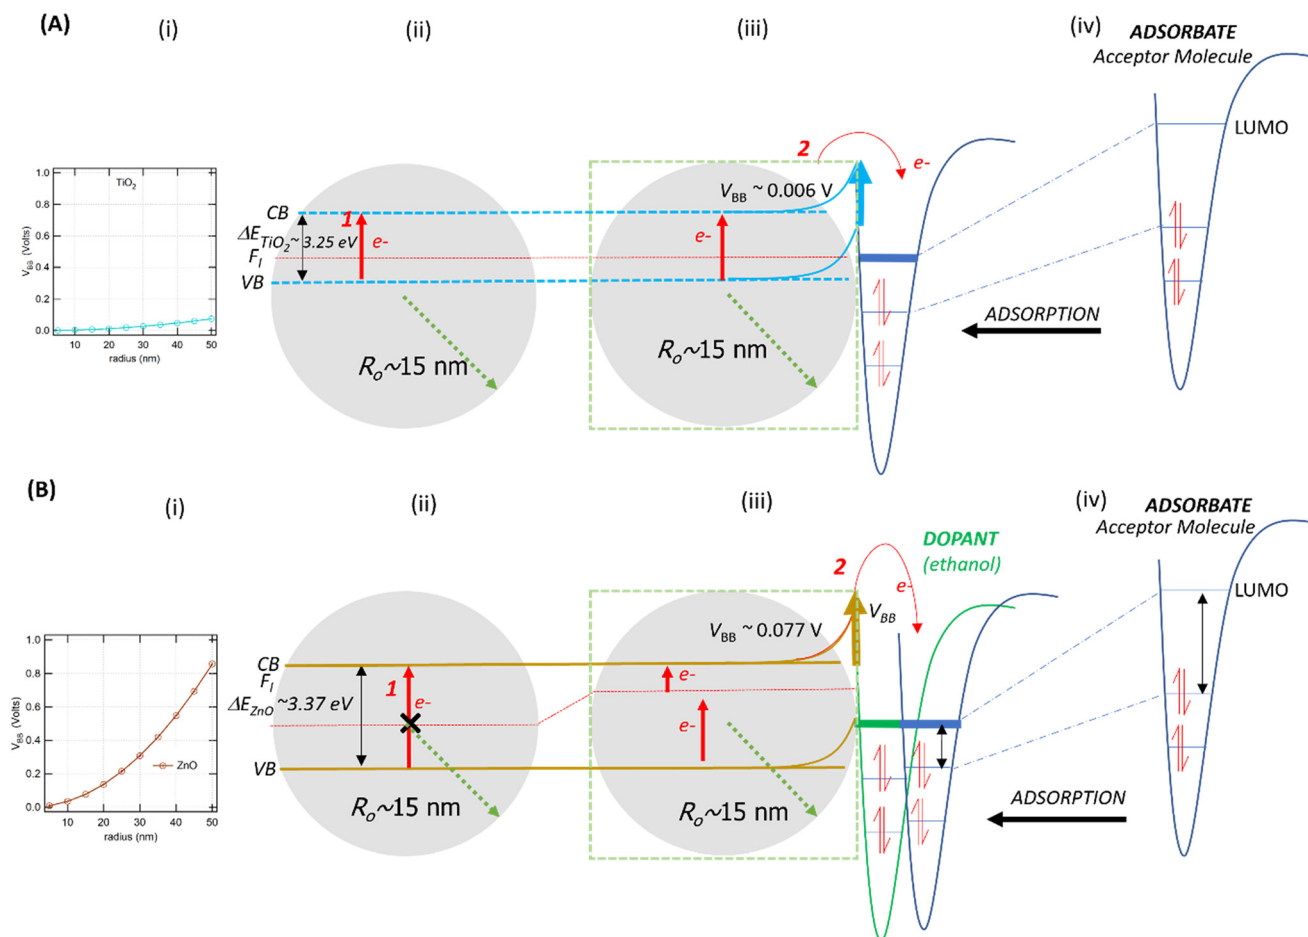 (A)
(i)
(ii)
(iii)
(iv)
ADSORBATE
Acceptor Molecule
LUMO
1.0
0.8
0.6
0.4
0.2
0.0
V_BB (Volts)
TiO₂
10 20 30 40 50
radius (nm)
CB
ΔE_TiO₂ ~ 3.25 eV
F_I
VB
1
e-
R_o~15 nm
2
e-
V_BB ~ 0.006 V
e-
R_o~15 nm
ADSORPTION
(B)
(i)
(ii)
(iii)
(iv)
ADSORBATE
Acceptor Molecule
LUMO
DOPANT
(ethanol)
1.0
0.8
0.6
0.4
0.2
0.0
V_BB (Volts)
ZnO
10 20 30 40 50
radius (nm)
CB
F_I
ΔE_ZnO ~3.37 eV
VB
1
e-
R_o~15 nm
2
e-
V_BB
V_BB ~ 0.077 V
e-
e-
R_o~15 nm
ADSORPTION